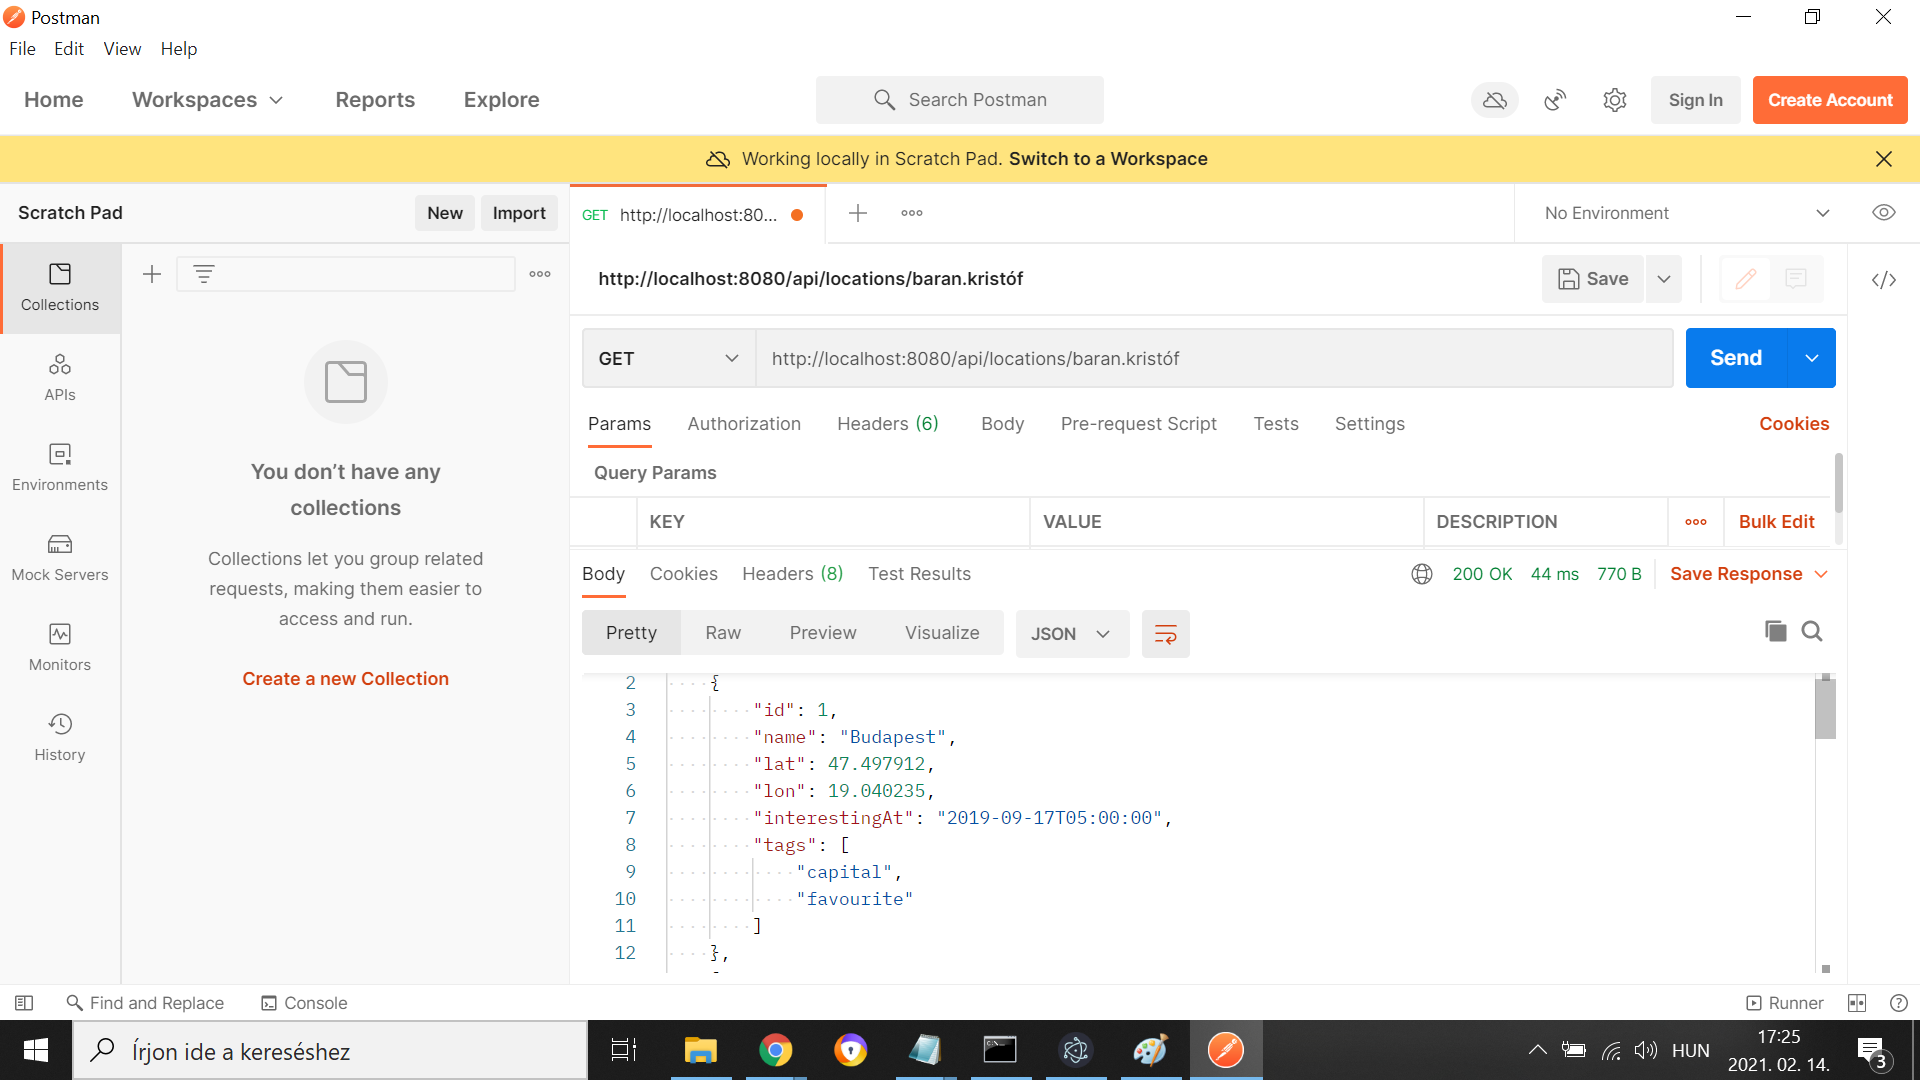 Postman
File Edit View Help
Home Workspaces Reports Explore Search Postman Sign In Create Account
Working locally in Scratch Pad. Switch to a Workspace
Scratch Pad New Import GET http://localhost:80... No Environment
Collections
APIs
Environments
Mock Servers
Monitors
History
You don’t have any
collections
Collections let you group related
requests, making them easier to
access and run.
Create a new Collection
http://localhost:8080/api/locations/baran.kristóf Save
GET http://localhost:8080/api/locations/baran.kristóf Send
Params Authorization Headers (6) Body Pre-request Script Tests Settings Cookies
Query Params
KEY VALUE DESCRIPTION Bulk Edit
Body Cookies Headers (8) Test Results 200 OK 44 ms 770 B Save Response
Pretty Raw Preview Visualize JSON
2 {
3 "id": 1,
4 "name": "Budapest",
5 "lat": 47.497912,
6 "lon": 19.040235,
7 "interestingAt": "2019-09-17T05:00:00",
8 "tags": [
9 "capital",
10 "favourite"
11 ]
12 },
Find and Replace Console Runner
Írjon ide a kereséshez HUN 17:25
2021. 02. 14. 3